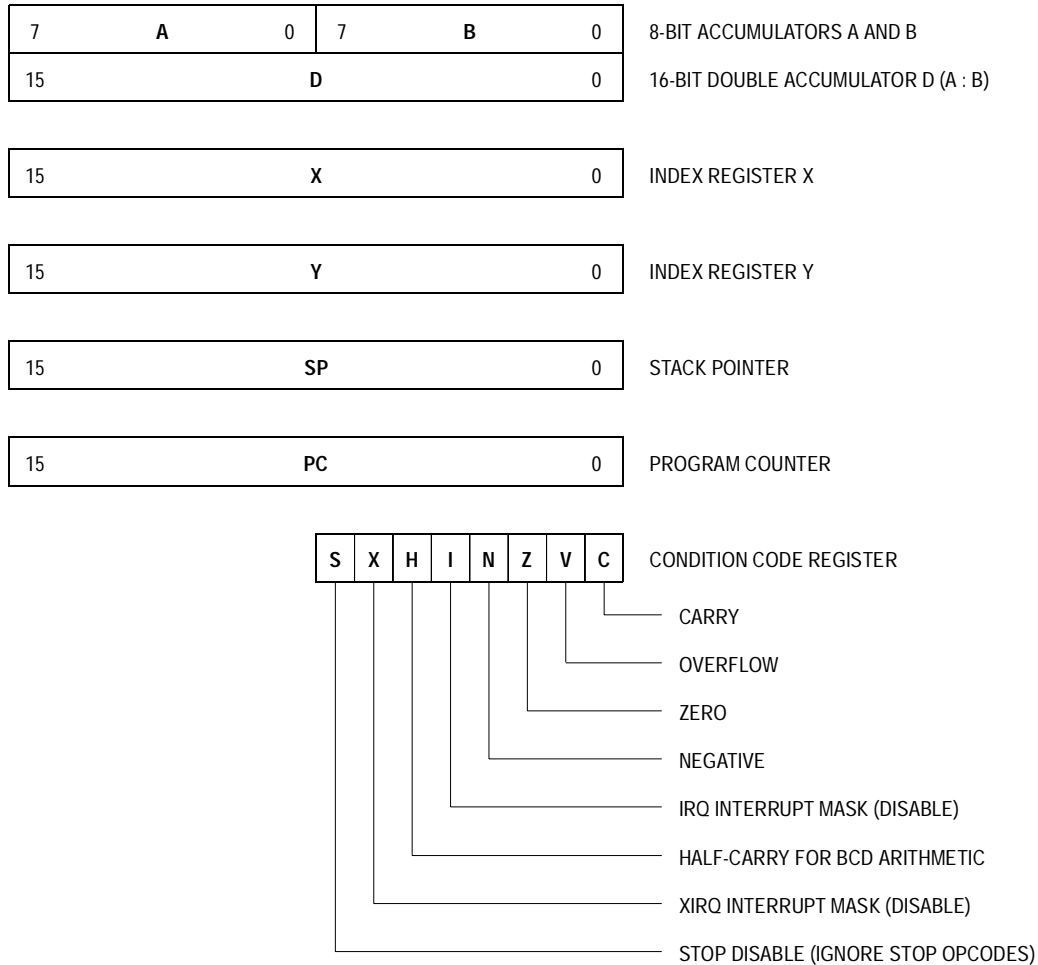 7 A 0 7 B 0 8-BIT ACCUMULATORS A AND B
15 D 0 16-BIT DOUBLE ACCUMULATOR D (A : B)
15 X 0 INDEX REGISTER X
15 Y 0 INDEX REGISTER Y
15 SP 0 STACK POINTER
15 PC 0 PROGRAM COUNTER
S X H I N Z V C CONDITION CODE REGISTER
CARRY
OVERFLOW
ZERO
NEGATIVE
IRQ INTERRUPT MASK (DISABLE)
HALF-CARRY FOR BCD ARITHMETIC
XIRQ INTERRUPT MASK (DISABLE)
STOP DISABLE (IGNORE STOP OPCODES)